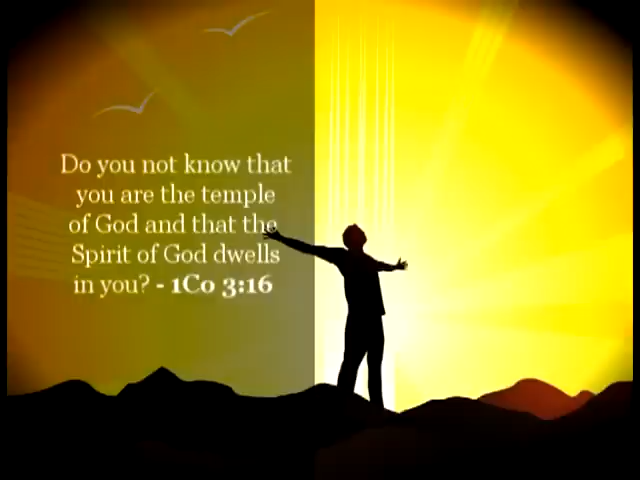 Do you not know that
you are the temple
of God and that the
Spirit of God dwells
in you? - 1Co 3:16